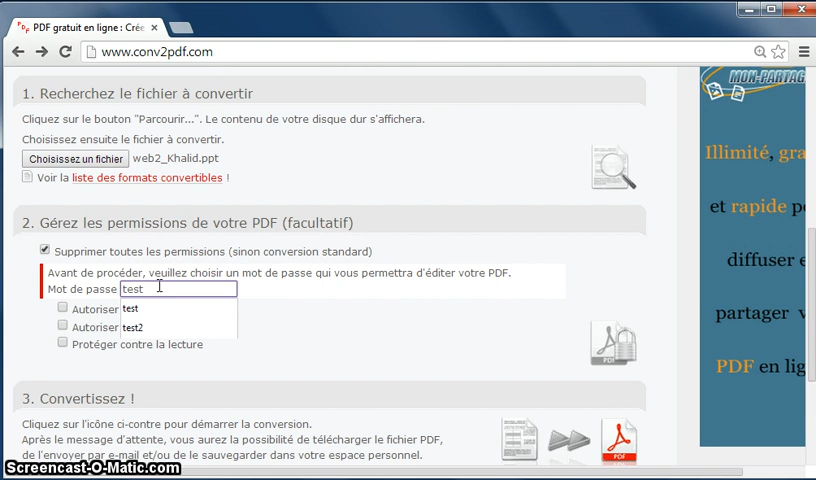 PDF gratuit en ligne : Crée
www.conv2pdf.com
1. Recherchez le fichier à convertir
Cliquez sur le bouton "Parcourir...". Le contenu de votre disque dur s'affichera.
Choisissez ensuite le fichier à convertir.
Choisissez un fichier web2_Khalid.ppt
Voir la liste des formats convertibles !
2. Gérez les permissions de votre PDF (facultatif)
Supprimer toutes les permissions (sinon conversion standard)
Avant de procéder, veuillez choisir un mot de passe qui vous permettra d'éditer votre PDF.
Mot de passe test
Autoriser test
Autoriser test2
Protéger contre la lecture
PDF
3. Convertissez !
Cliquez sur l'icône ci-contre pour démarrer la conversion.
Après le message d'attente, vous aurez la possibilité de télécharger le fichier PDF,
de l'envoyer par e-mail et/ou de le sauvegarder dans votre espace personnel.
PDF
MON-PARTAG
Illimité, gra
et rapide po
diffuser e
partager v
PDF en lign
Screencast-O-Matic.com